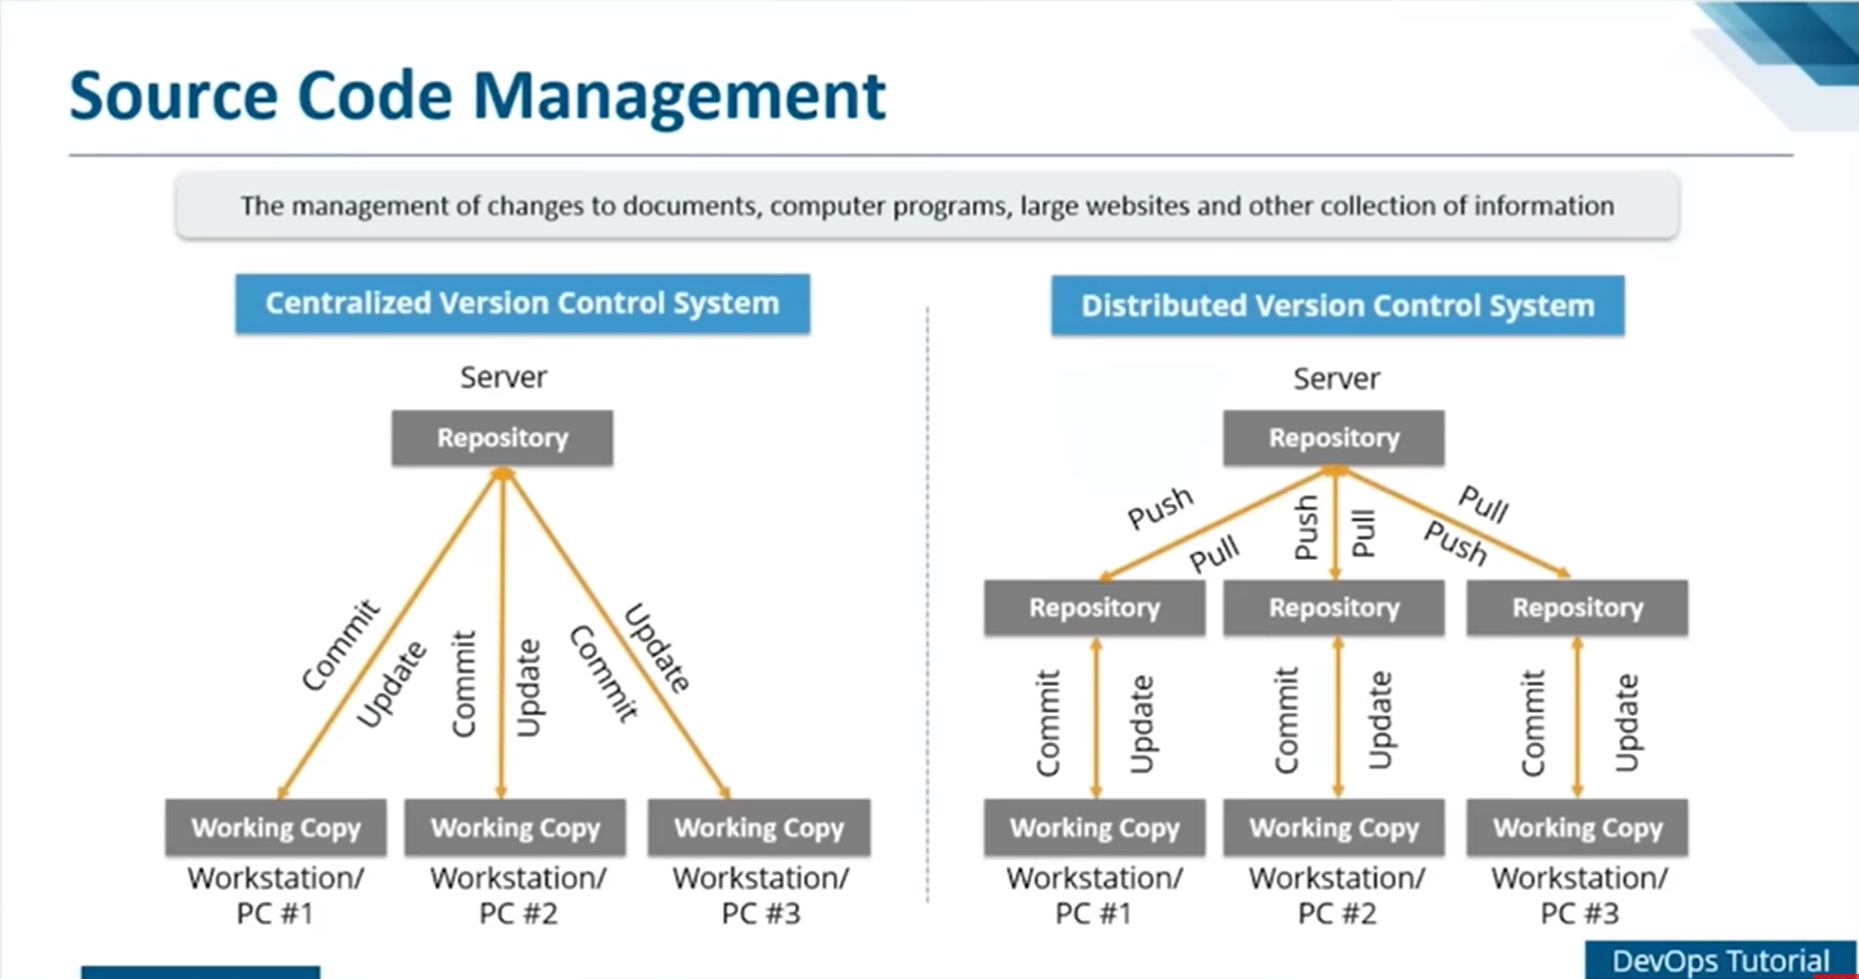 Source Code Management
The management of changes to documents, computer programs, large websites and other collection of information
Centralized Version Control System
Server
Repository
Commit
Update
Commit
Update
Commit
Update
Working Copy
Working Copy
Working Copy
Workstation/
PC #1
Workstation/
PC #2
Workstation/
PC #3
Distributed Version Control System
Server
Repository
Push
Pull
Push
Pull
Pull
Push
Repository
Repository
Repository
Commit
Update
Commit
Update
Commit
Update
Working Copy
Working Copy
Working Copy
Workstation/
PC #1
Workstation/
PC #2
Workstation/
PC #3
DevOps Tutorial